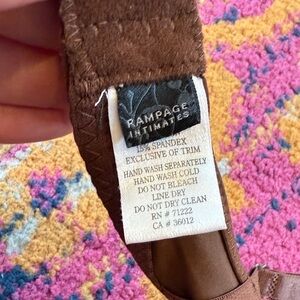 RAMPAGE
INTIMATES
15% SPANDEX
EXCLUSIVE OF TRIM
HAND WASH SEPARATELY
HAND WASH COLD
DO NOT BLEACH
LINE DRY
DO NOT DRY CLEAN
RN # 71222
CA # 36012